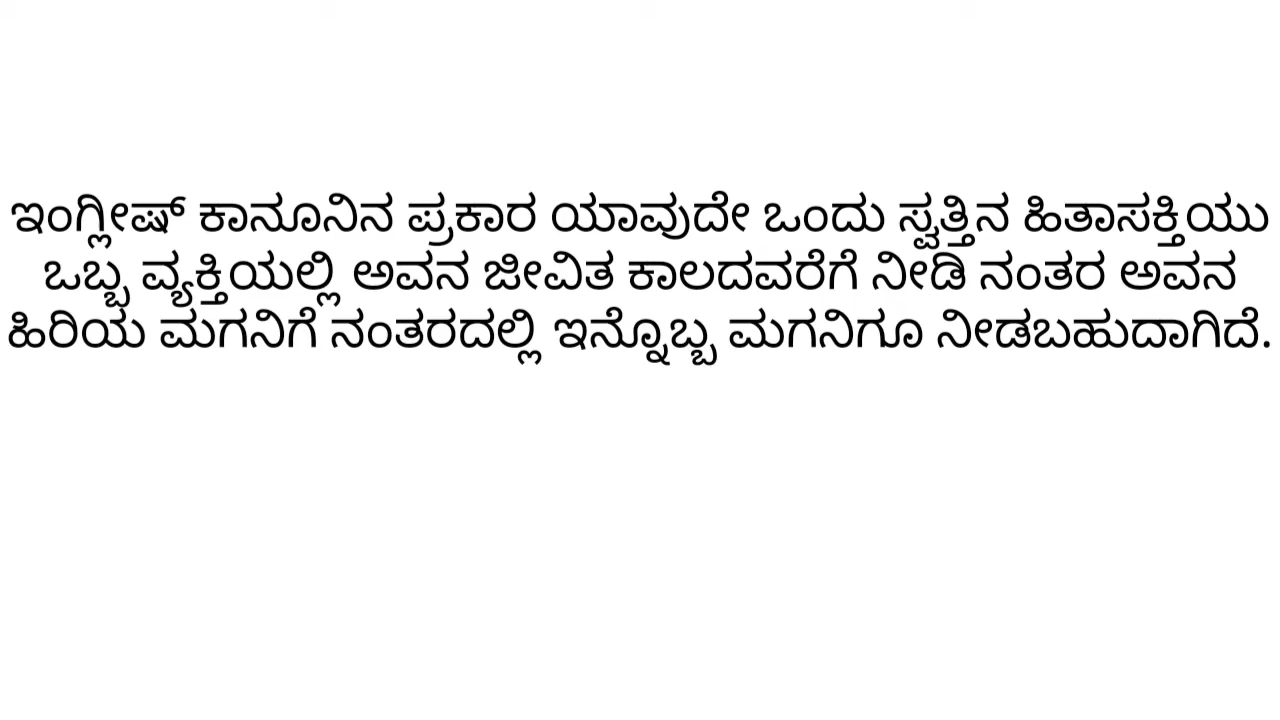 ಇಂಗ್ಲೀಷ್ ಕಾನೂನಿನ ಪ್ರಕಾರ ಯಾವುದೇ ಒಂದು ಸ್ವತ್ತಿನ ಹಿತಾಸಕ್ತಿಯು
ಒಬ್ಬ ವ್ಯಕ್ತಿಯಲ್ಲಿ ಅವನ ಜೀವಿತ ಕಾಲದವರೆಗೆ ನೀಡಿ ನಂತರ ಅವನ
ಹಿರಿಯ ಮಗನಿಗೆ ನಂತರದಲ್ಲಿ ಇನ್ನೊಬ್ಬ ಮಗನಿಗೂ ನೀಡಬಹುದಾಗಿದೆ.